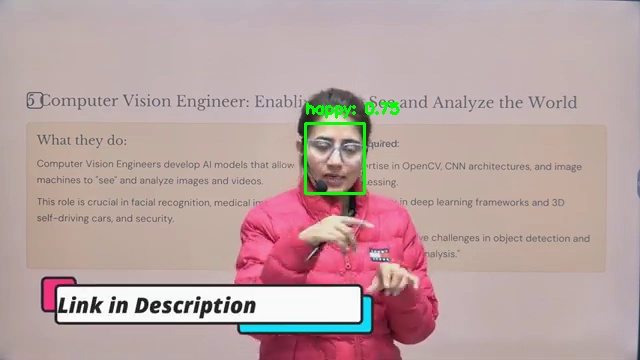 5 Computer Vision Engineer: Enabli See and Analyze the World
happy: 0.75
What they do:
Computer Vision Engineers develop AI models that allow
machines to "see" and analyze images and videos.
This role is crucial in facial recognition, medical
self-driving cars, and security.
quired:
ertise in OpenCV, CNN architectures, and image
essing.
in deep learning frameworks and 3D
ve challenges in object detection and
nalysis."
Link in Description